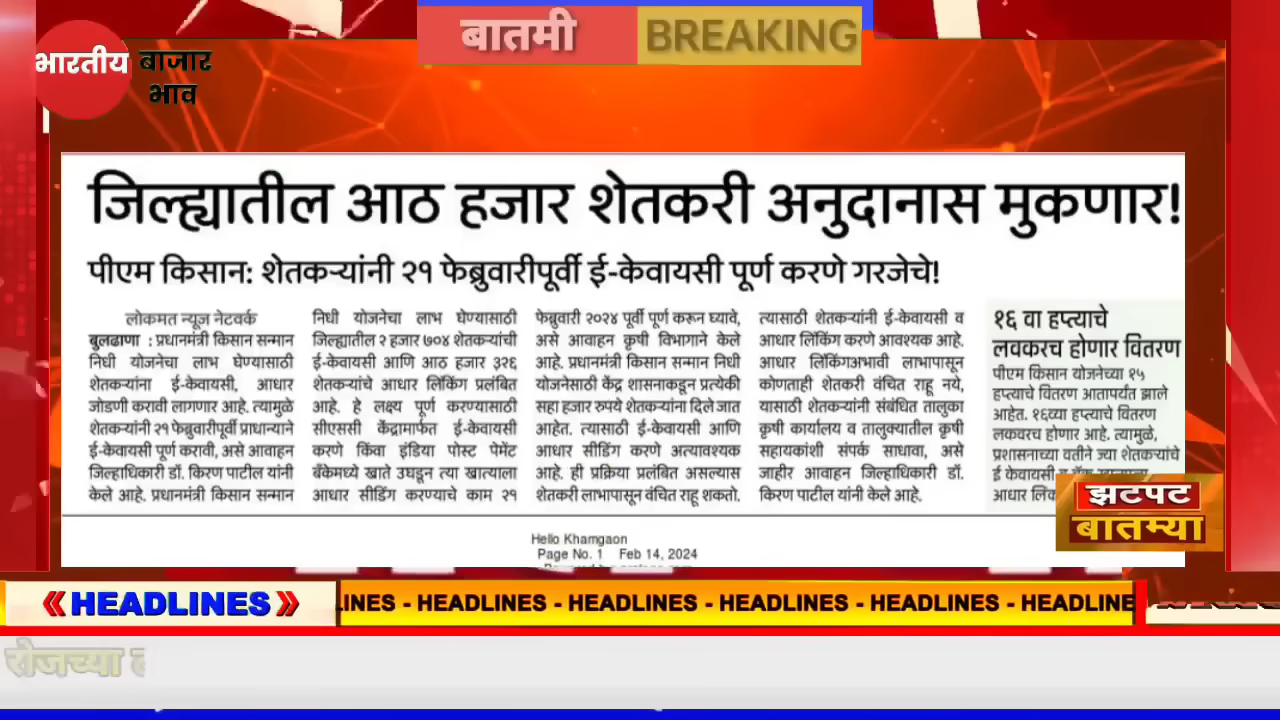 बातमी BREAKING
भारतीय बाजार
भाव
जिल्ह्यातील आठ हजार शेतकरी अनुदानास मुकणार!
पीएम किसान: शेतकऱ्यांनी २१ फेब्रुवारीपूर्वी ई-केवायसी पूर्ण करणे गरजेचे!
लोकमत न्यूज नेटवर्क
बुलढाणा : प्रधानमंत्री किसान सन्मान
निधी योजनेचा लाभ घेण्यासाठी
शेतकऱ्यांना ई-केवायसी, आधार
जोडणी करावी लागणार आहे. त्यामुळे
शेतकऱ्यांनी २१ फेब्रुवारीपूर्वी प्राधान्याने
ई-केवायसी पूर्ण करावी, असे आवाहन
जिल्हाधिकारी डॉ. किरण पाटील यांनी
केले आहे. प्रधानमंत्री किसान सन्मान
निधी योजनेचा लाभ घेण्यासाठी
जिल्ह्यातील २ हजार ७०४ शेतकऱ्यांची
ई-केवायसी आणि आठ हजार ३२६
शेतकऱ्यांचे आधार लिंकिंग प्रलंबित
आहे. हे लक्ष्य पूर्ण करण्यासाठी
सीएससी केंद्रामार्फत ई-केवायसी
करणे किंवा इंडिया पोस्ट पेमेंट
बँकेमध्ये खाते उघडून त्या खात्याला
आधार सीडिंग करण्याचे काम २१
फेब्रुवारी २०२४ पूर्वी पूर्ण करून घ्यावे,
असे आवाहन कृषी विभागाने केले
आहे. प्रधानमंत्री किसान सन्मान निधी
योजनेसाठी केंद्र शासनाकडून प्रत्येकी
सहा हजार रुपये शेतकऱ्यांना दिले जात
आहेत. त्यासाठी ई-केवायसी आणि
आधार सीडिंग करणे अत्यावश्यक
आहे. ही प्रक्रिया प्रलंबित असल्यास
शेतकरी लाभापासून वंचित राहू शकतो.
त्यासाठी शेतकऱ्यांनी ई-केवायसी व
आधार लिंकिंग करणे आवश्यक आहे.
आधार लिंकिंगअभावी लाभापासून
कोणताही शेतकरी वंचित राहू नये,
यासाठी शेतकऱ्यांनी संबंधित तालुका
कृषी कार्यालय व तालुक्यातील कृषी
सहायकांशी संपर्क साधावा, असे
जाहीर आवाहन जिल्हाधिकारी डॉ.
किरण पाटील यांनी केले आहे.
१६ वा हप्त्याचे
लवकरच होणार वितरण
पीएम किसान योजनेच्या १५
हप्त्याचे वितरण आतापर्यंत झाले
आहेत. १६व्या हप्त्याचे वितरण
लकवरच होणार आहे. त्यामुळे,
प्रशासनाच्या वतीने ज्या शेतकऱ्यांचे
ई केवायसी व बँक
आधार
झटपट
बातम्या
Hello Khamgaon
Page No. 1 Feb 14, 2024
HEADLINES
HEADLINES - HEADLINES - HEADLINES - HEADLINES -
रोजच्या